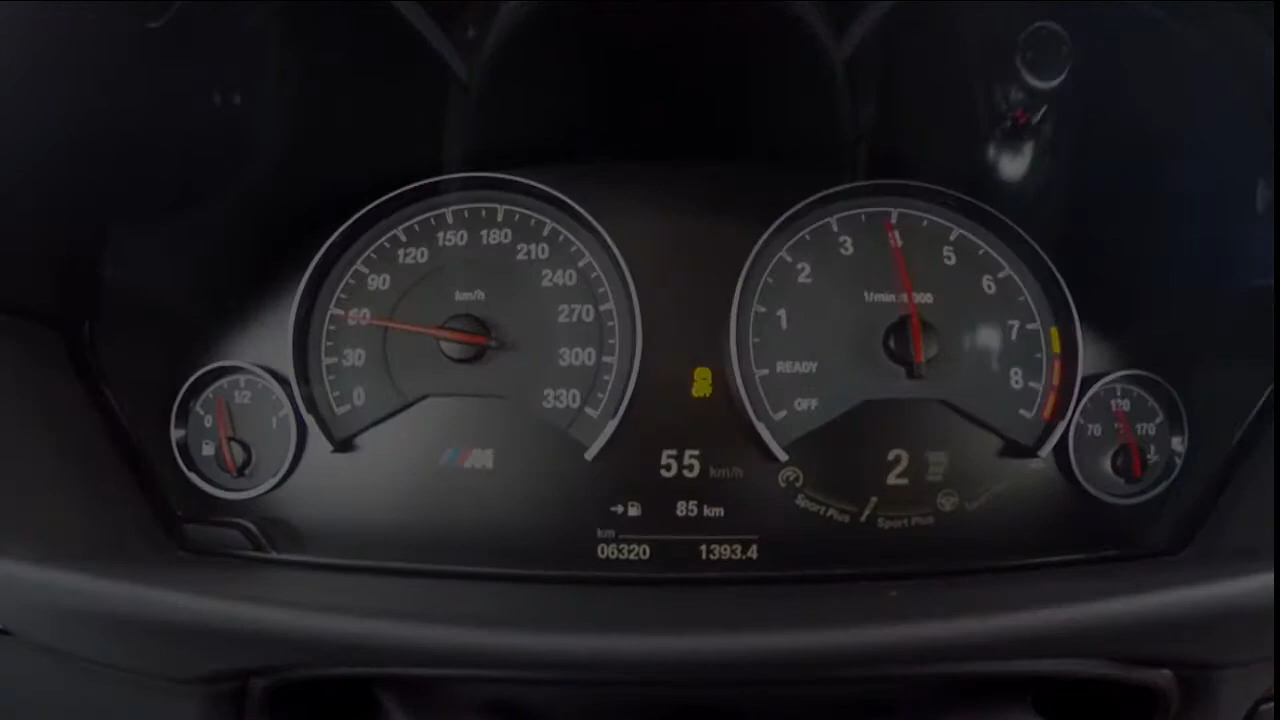 150 180
120 210
90 240
km/h
60 270
30 300
0 330
3 4 5
2 6
1/min
1 7
READY 8
OFF
1/2
0 1
OFF
M
55 km/h
85 km
km
06320 1393.4
2
Sport Plus
Sport Plus
120
70 170